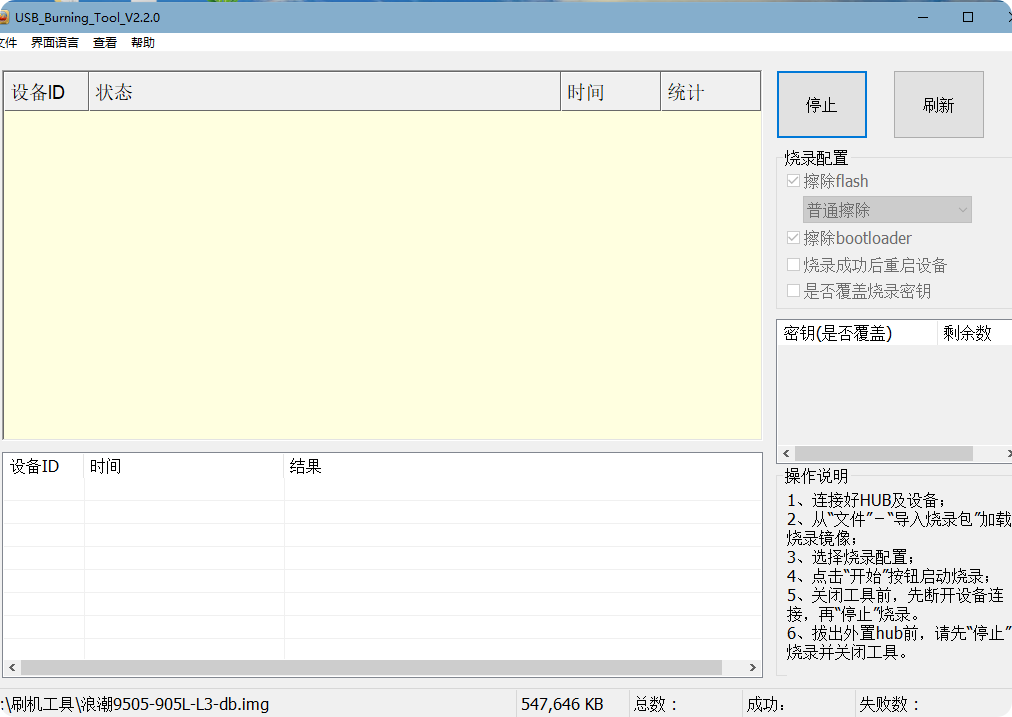 USB_Burning_Tool_V2.2.0
文件 界面语言 查看 帮助
设备ID 状态 时间 统计
停止 刷新
烧录配置
擦除flash
普通擦除
擦除bootloader
烧录成功后重启设备
是否覆盖烧录密钥
密钥(是否覆盖) 剩余数
设备ID 时间 结果
操作说明
1、连接好HUB及设备；
2、从“文件”－“导入烧录包”加载
烧录镜像；
3、选择烧录配置；
4、点击“开始”按钮启动烧录；
5、关闭工具前，先断开设备连
接，再“停止”烧录。
6、拔出外置hub前，请先“停止”
烧录并关闭工具。
:\刷机工具\浪潮9505-905L-L3-db.img 547,646 KB 总数： 成功： 失败数：